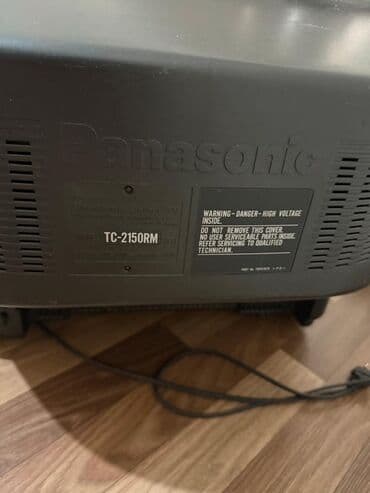 Panasonic
TC-2150RM
WARNING-DANGER-HIGH VOLTAGE
INSIDE.
DO NOT REMOVE THIS COVER.
NO USER SERVICEABLE PARTS INSIDE.
REFER SERVICING TO QUALIFIED
TECHNICIAN.